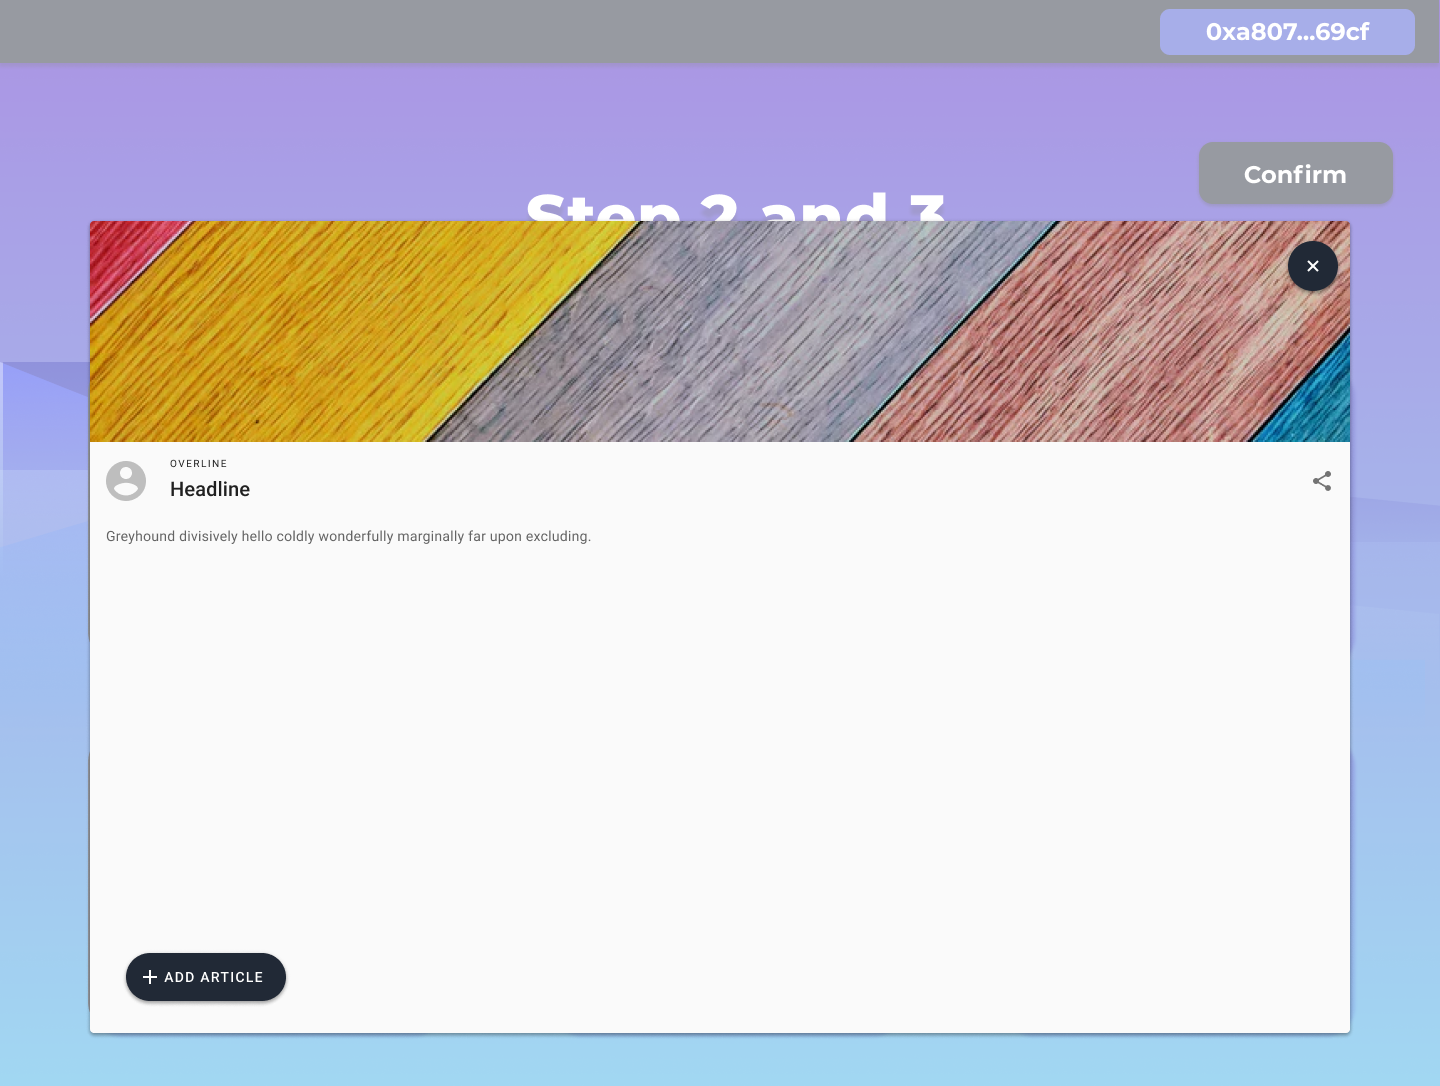 0xa807...69cf
Confirm
Step 2 and 3
OVERLINE
Headline
Greyhound divisively hello coldly wonderfully marginally far upon excluding.
ADD ARTICLE